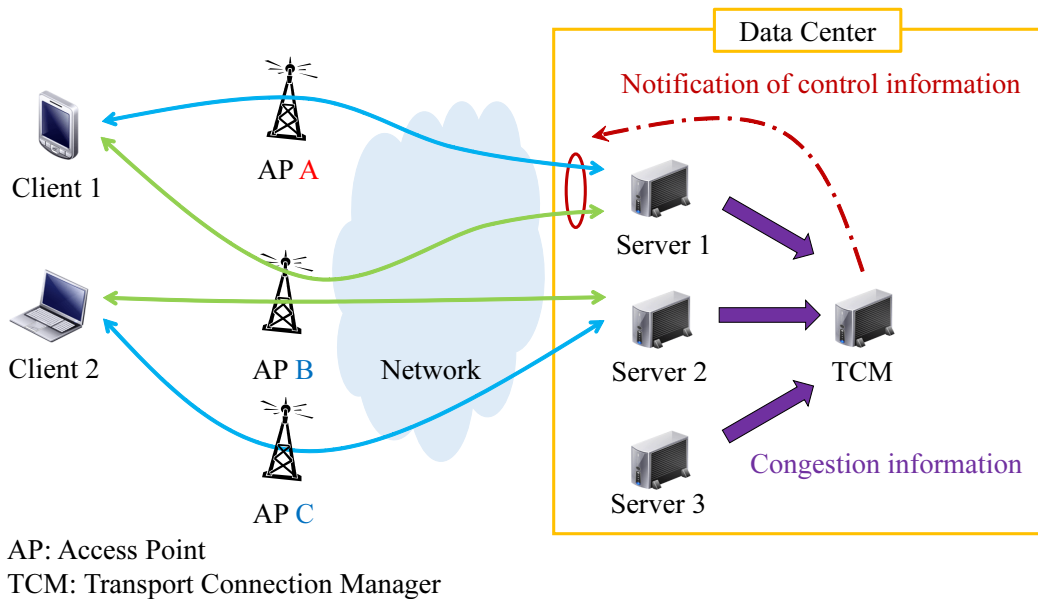 Data Center
Notification of control information
Client 1
AP A
Server 1
Client 2
AP B
Network
Server 2
TCM
Congestion information
Server 3
AP C
AP: Access Point
TCM: Transport Connection Manager